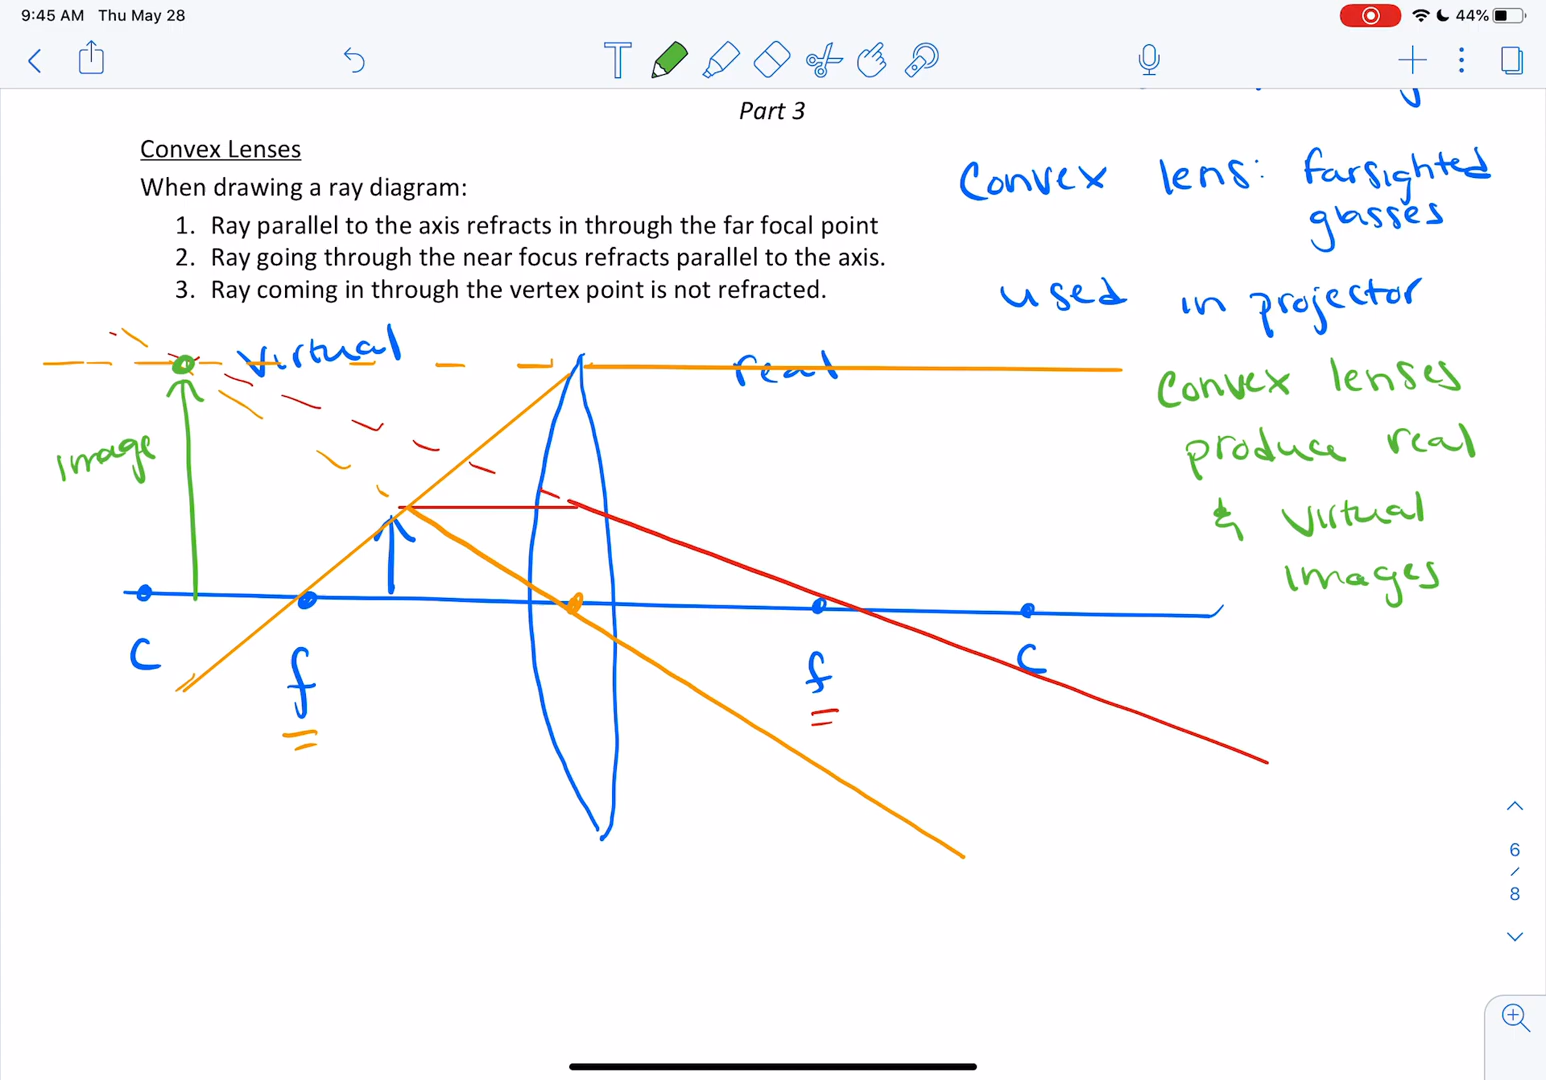 9:45 AM Thu May 28
44%
T
Part 3
Convex Lenses
When drawing a ray diagram:
1. Ray parallel to the axis refracts in through the far focal point
2. Ray going through the near focus refracts parallel to the axis.
3. Ray coming in through the vertex point is not refracted.
Convex lens: farsighted
glasses
used in projector
Virtual
real
Convex lenses
produce real
& virtual
images
image
C
f
f
C
6
/
8